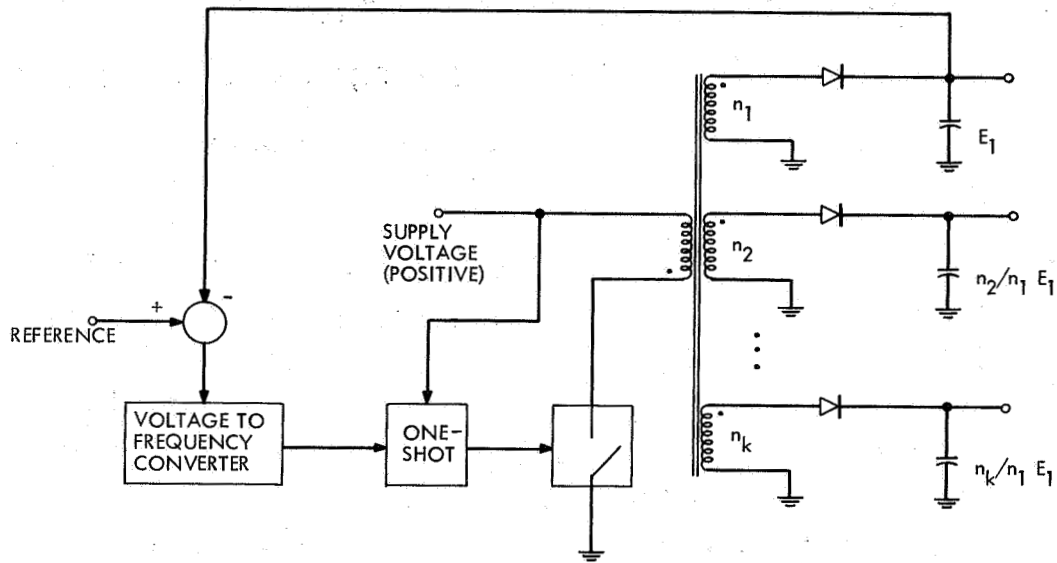 n1
E1
SUPPLY
VOLTAGE
(POSITIVE)
n2
n2/n1 E1
+
-
REFERENCE
VOLTAGE TO
FREQUENCY
CONVERTER
ONE-
SHOT
nk
nk/n1 E1